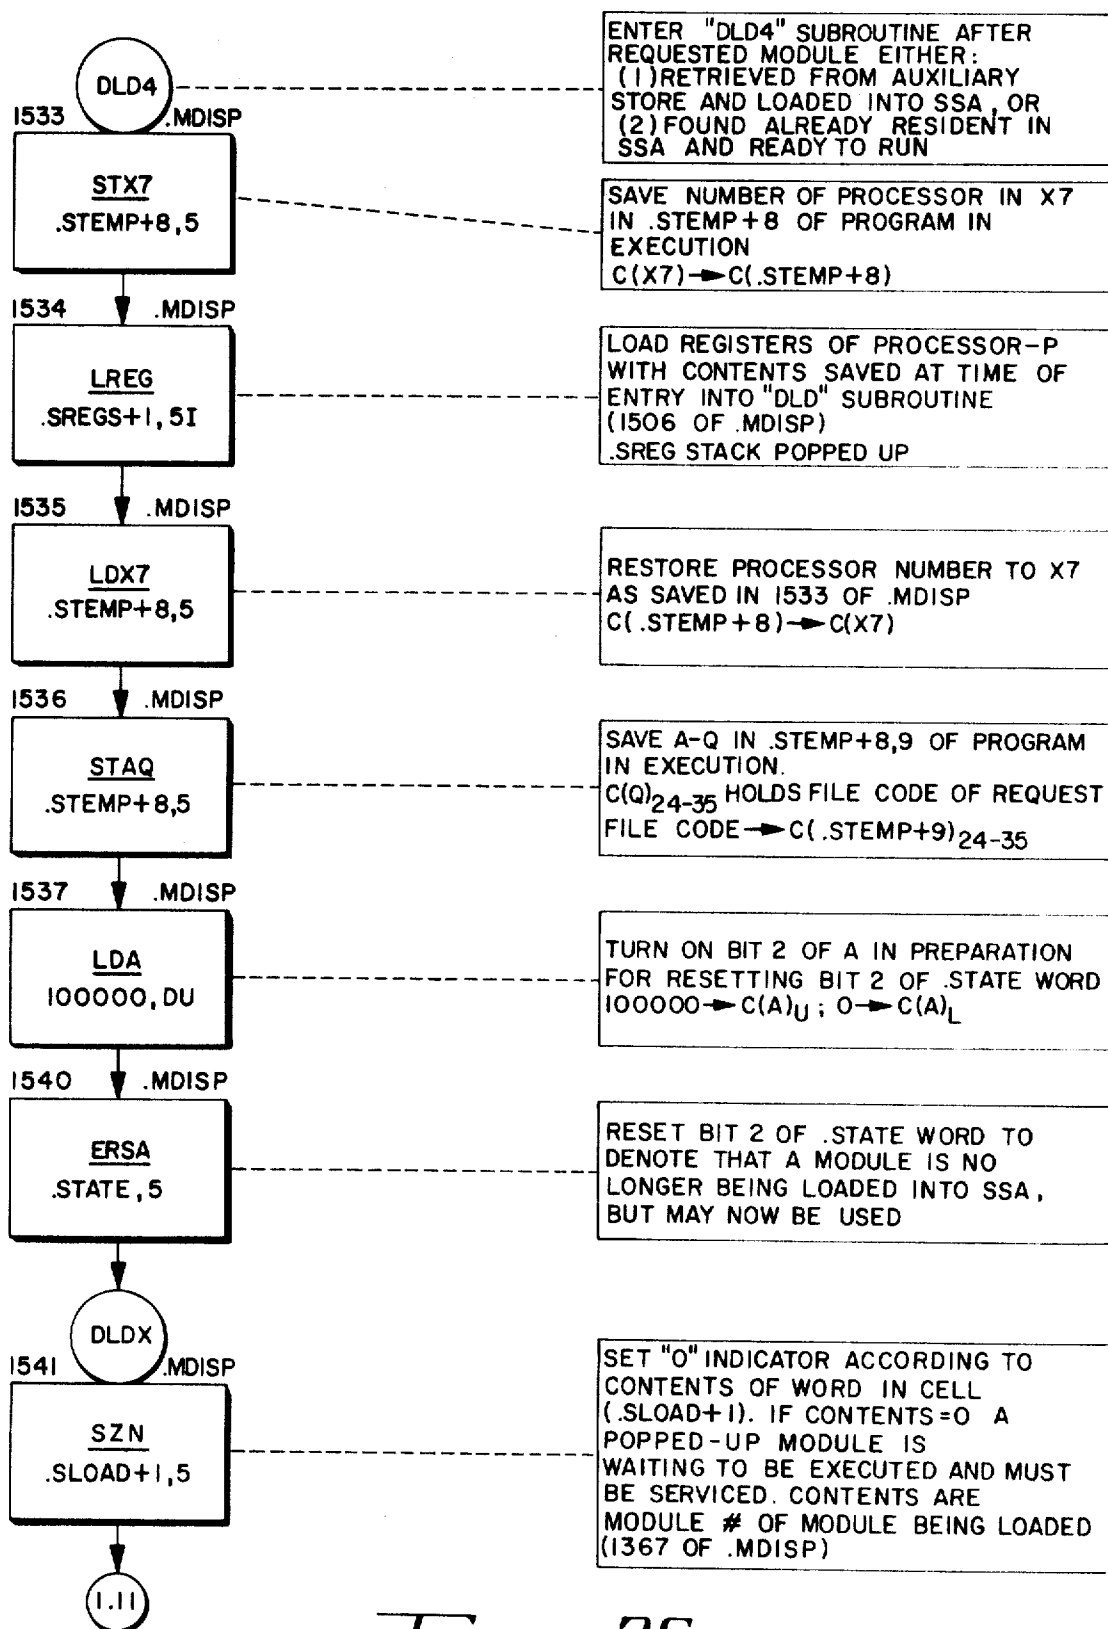 DLD4
1533 .MDISP
STX7
.STEMP+8,5
ENTER "DLD4" SUBROUTINE AFTER
REQUESTED MODULE EITHER:
(1) RETRIEVED FROM AUXILIARY
STORE AND LOADED INTO SSA, OR
(2) FOUND ALREADY RESIDENT IN
SSA AND READY TO RUN
SAVE NUMBER OF PROCESSOR IN X7
IN .STEMP+8 OF PROGRAM IN
EXECUTION
C(X7)→C(.STEMP+8)
1534 .MDISP
LREG
.SREGS+1,5I
LOAD REGISTERS OF PROCESSOR-P
WITH CONTENTS SAVED AT TIME OF
ENTRY INTO "DLD" SUBROUTINE
(1506 OF .MDISP)
.SREG STACK POPPED UP
1535 .MDISP
LDX7
.STEMP+8,5
RESTORE PROCESSOR NUMBER TO X7
AS SAVED IN 1533 OF .MDISP
C(.STEMP+8)→C(X7)
1536 .MDISP
STAQ
.STEMP+8,5
SAVE A-Q IN .STEMP+8,9 OF PROGRAM
IN EXECUTION.
C(Q)24-35 HOLDS FILE CODE OF REQUEST
FILE CODE→C(.STEMP+9)24-35
1537 .MDISP
LDA
100000,DU
TURN ON BIT 2 OF A IN PREPARATION
FOR RESETTING BIT 2 OF .STATE WORD
100000→C(A)U; 0→C(A)L
1540 .MDISP
ERSA
.STATE,5
RESET BIT 2 OF .STATE WORD TO
DENOTE THAT A MODULE IS NO
LONGER BEING LOADED INTO SSA,
BUT MAY NOW BE USED
DLDX
1541 .MDISP
SZN
.SLOAD+1,5
SET "0" INDICATOR ACCORDING TO
CONTENTS OF WORD IN CELL
(.SLOAD+1). IF CONTENTS=0 A
POPPED-UP MODULE IS
WAITING TO BE EXECUTED AND MUST
BE SERVICED. CONTENTS ARE
MODULE # OF MODULE BEING LOADED
(1367 OF .MDISP)
1.11